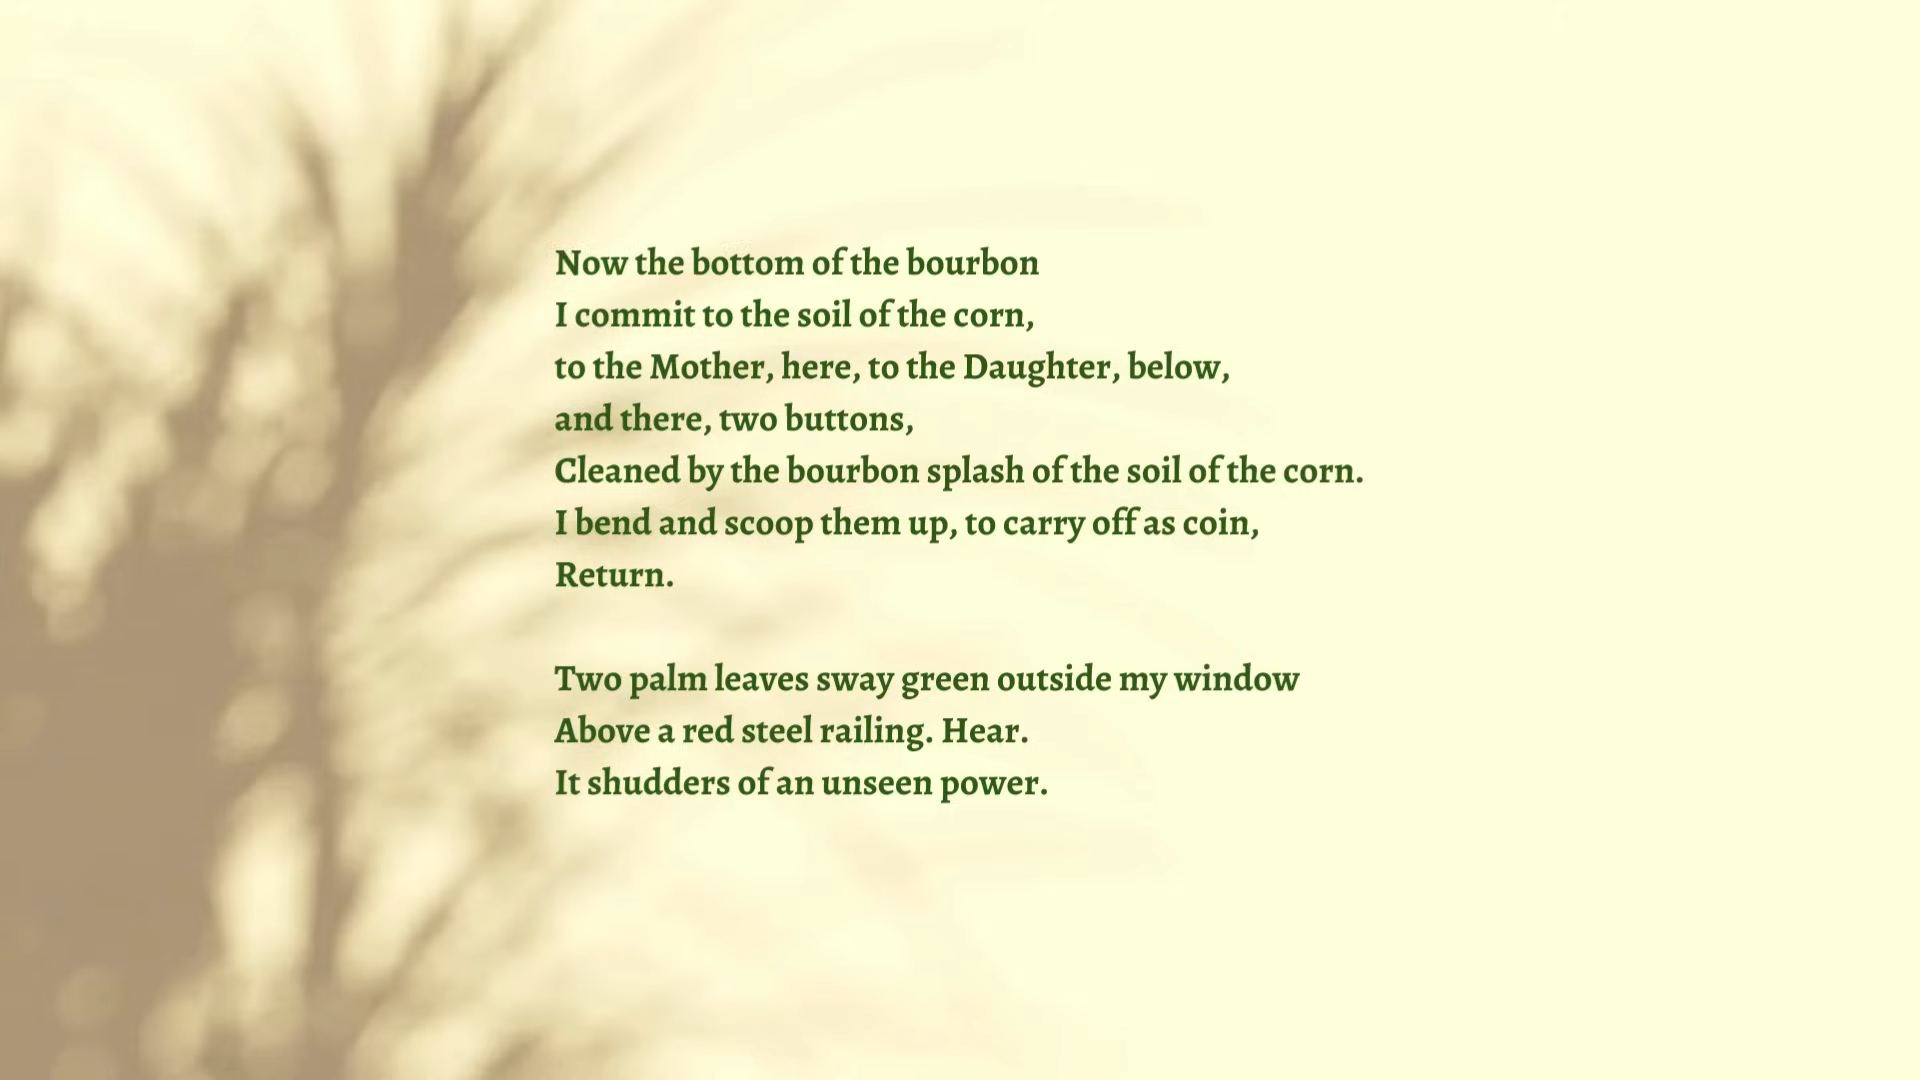 Now the bottom of the bourbon
I commit to the soil of the corn,
to the Mother, here, to the Daughter, below,
and there, two buttons,
Cleaned by the bourbon splash of the soil of the corn.
I bend and scoop them up, to carry off as coin,
Return.

Two palm leaves sway green outside my window
Above a red steel railing. Hear.
It shudders of an unseen power.